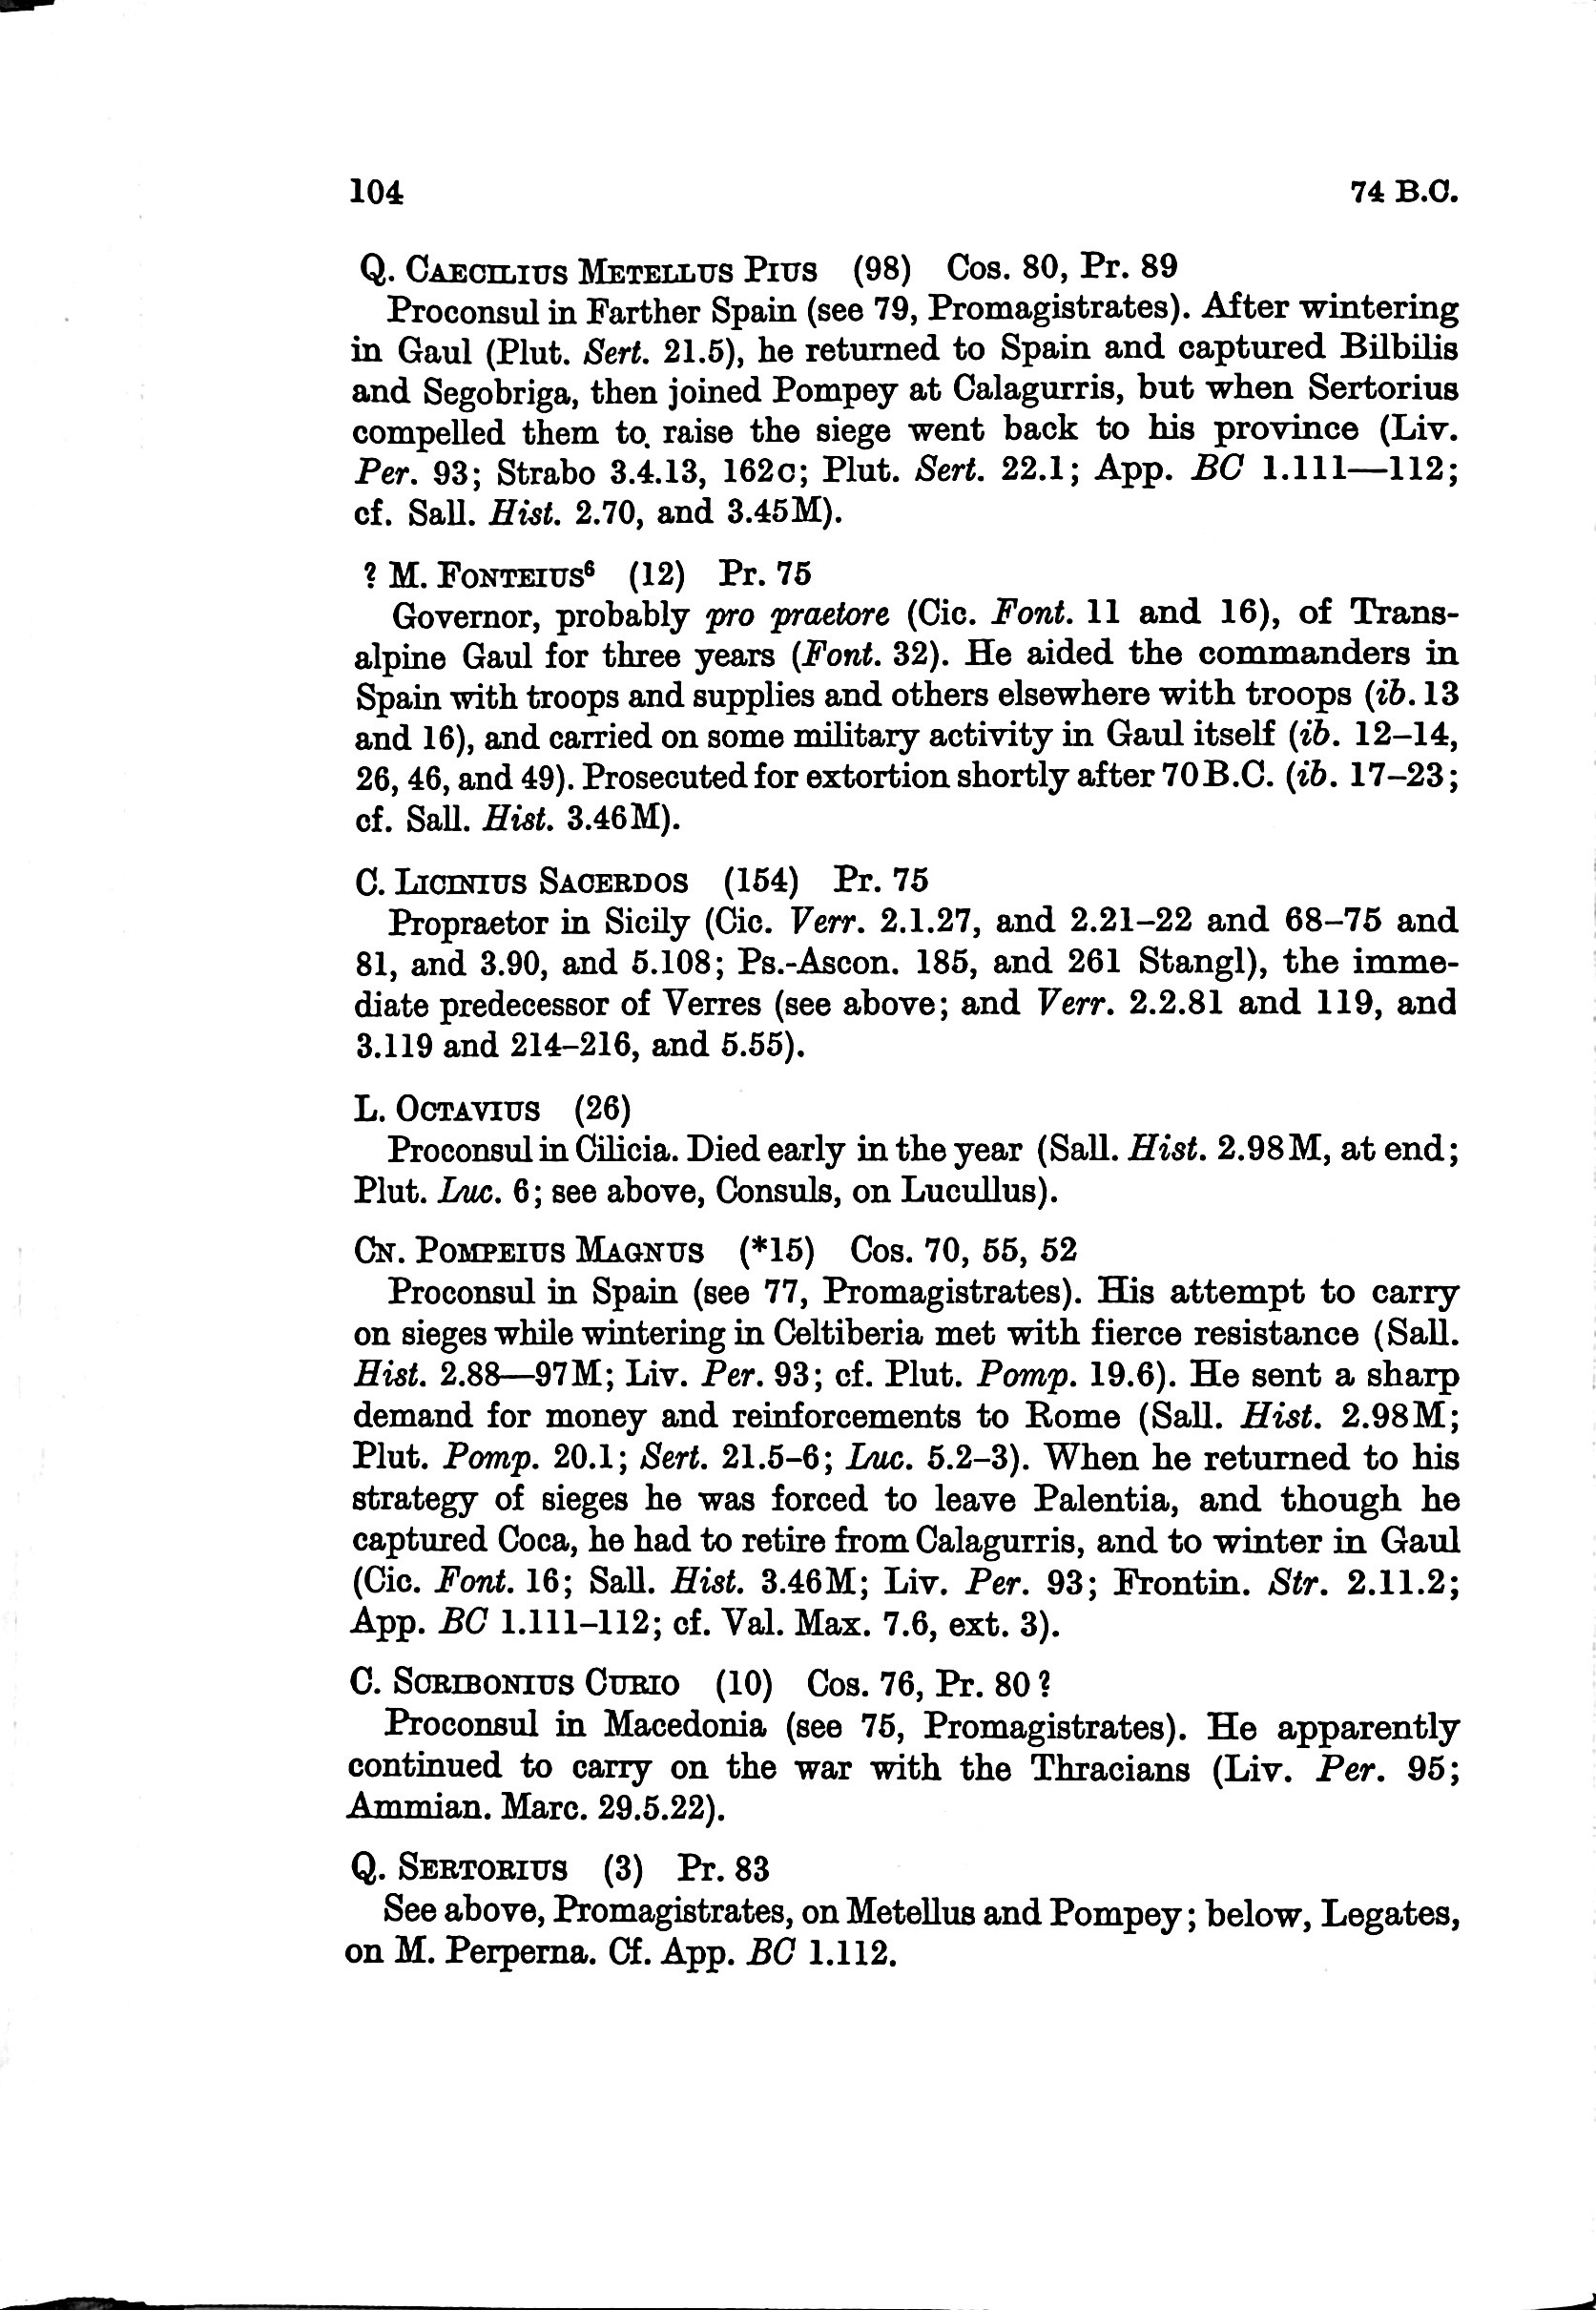 104 74 B.C.
Q. CAECILIUS METELLUS PIUS (98) Cos. 80, Pr. 89
Proconsul in Farther Spain (see 79, Promagistrates). After wintering
in Gaul (Plut. Sert. 21.5), he returned to Spain and captured Bilbilis
and Segobriga, then joined Pompey at Calagurris, but when Sertorius
compelled them to raise the siege went back to his province (Liv.
Per. 93; Strabo 3.4.13, 162c; Plut. Sert. 22.1; App. BC 1.111—112;
cf. Sall. Hist. 2.70, and 3.45M).
? M. FONTEIUS⁶ (12) Pr. 75
Governor, probably pro praetore (Cic. Font. 11 and 16), of Trans-
alpine Gaul for three years (Font. 32). He aided the commanders in
Spain with troops and supplies and others elsewhere with troops (ib. 13
and 16), and carried on some military activity in Gaul itself (ib. 12–14,
26, 46, and 49). Prosecuted for extortion shortly after 70 B.C. (ib. 17–23;
cf. Sall. Hist. 3.46M).
C. LICINIUS SACERDOS (154) Pr. 75
Propraetor in Sicily (Cic. Verr. 2.1.27, and 2.21–22 and 68–75 and
81, and 3.90, and 5.108; Ps.-Ascon. 185, and 261 Stangl), the imme-
diate predecessor of Verres (see above; and Verr. 2.2.81 and 119, and
3.119 and 214–216, and 5.55).
L. OCTAVIUS (26)
Proconsul in Cilicia. Died early in the year (Sall. Hist. 2.98M, at end;
Plut. Luc. 6; see above, Consuls, on Lucullus).
CN. POMPEIUS MAGNUS (*15) Cos. 70, 55, 52
Proconsul in Spain (see 77, Promagistrates). His attempt to carry
on sieges while wintering in Celtiberia met with fierce resistance (Sall.
Hist. 2.88—97M; Liv. Per. 93; cf. Plut. Pomp. 19.6). He sent a sharp
demand for money and reinforcements to Rome (Sall. Hist. 2.98M;
Plut. Pomp. 20.1; Sert. 21.5–6; Luc. 5.2–3). When he returned to his
strategy of sieges he was forced to leave Palentia, and though he
captured Coca, he had to retire from Calagurris, and to winter in Gaul
(Cic. Font. 16; Sall. Hist. 3.46M; Liv. Per. 93; Frontin. Str. 2.11.2;
App. BC 1.111–112; cf. Val. Max. 7.6, ext. 3).
C. SCRIBONIUS CURIO (10) Cos. 76, Pr. 80?
Proconsul in Macedonia (see 75, Promagistrates). He apparently
continued to carry on the war with the Thracians (Liv. Per. 95;
Ammian. Marc. 29.5.22).
Q. SERTORIUS (3) Pr. 83
See above, Promagistrates, on Metellus and Pompey; below, Legates,
on M. Perperna. Cf. App. BC 1.112.